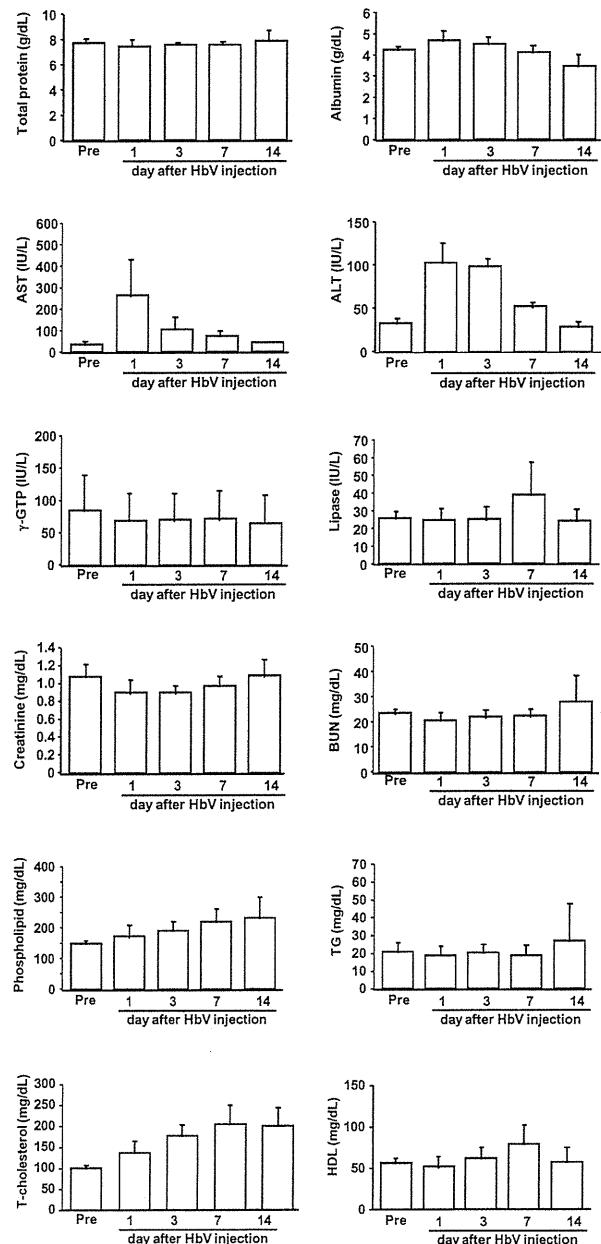 Total protein (g/dL)
10
8
6
4
2
0
Pre 1 3 7 14
day after HbV injection
Albumin (g/dL)
6
5
4
3
2
1
0
Pre 1 3 7 14
day after HbV injection
AST (IU/L)
600
500
400
300
200
100
0
Pre 1 3 7 14
day after HbV injection
ALT (IU/L)
150
100
50
0
Pre 1 3 7 14
day after HbV injection
γ-GTP (IU/L)
200
150
100
50
0
Pre 1 3 7 14
day after HbV injection
Lipase (IU/L)
70
60
50
40
30
20
10
0
Pre 1 3 7 14
day after HbV injection
Creatinine (mg/dL)
1.4
1.2
1.0
0.8
0.6
0.4
0.2
0
Pre 1 3 7 14
day after HbV injection
BUN (mg/dL)
50
40
30
20
10
0
Pre 1 3 7 14
day after HbV injection
Phospholipid (mg/dL)
400
300
200
100
0
Pre 1 3 7 14
day after HbV injection
TG (mg/dL)
70
60
50
40
30
20
10
0
Pre 1 3 7 14
day after HbV injection
T-cholesterol (mg/dL)
300
250
200
150
100
50
0
Pre 1 3 7 14
day after HbV injection
HDL (mg/dL)
150
100
50
0
Pre 1 3 7 14
day after HbV injection